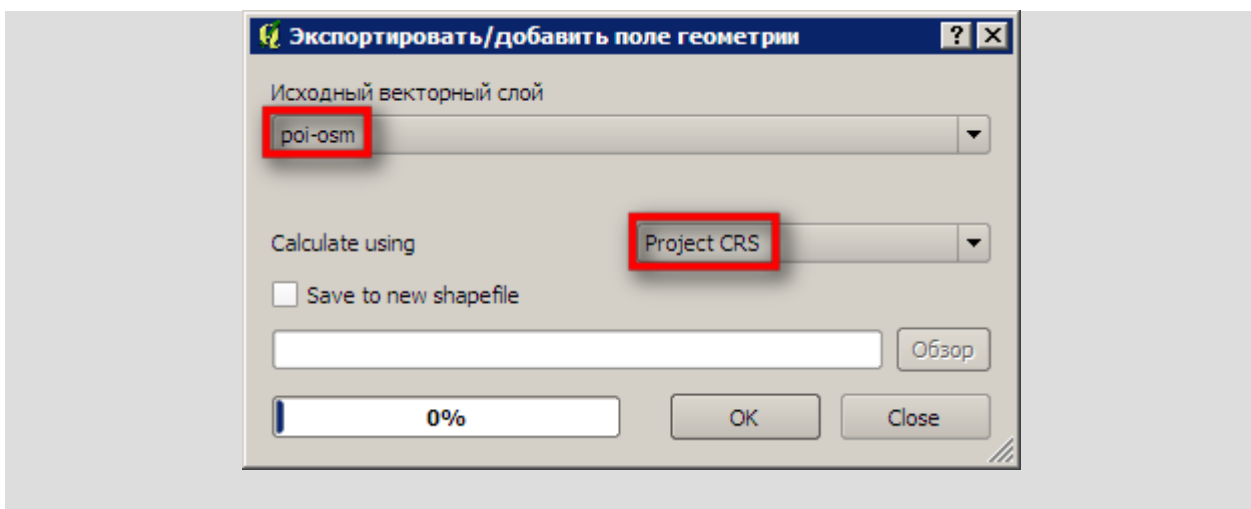 Экспортировать/добавить поле геометрии
Исходный векторный слой
poi-osm
Calculate using Project CRS
Save to new shapefile
Обзор
0% OK Close